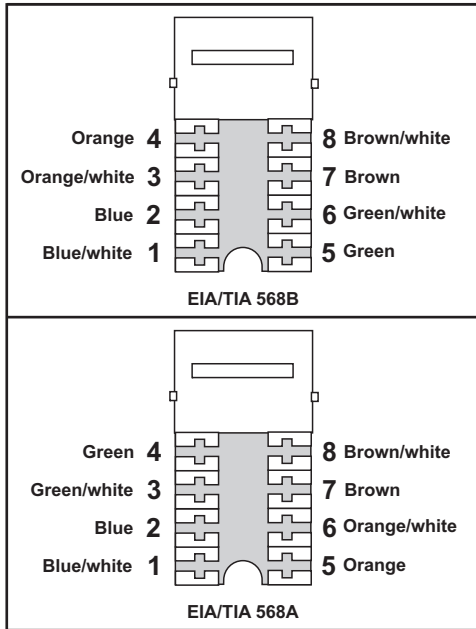 Orange 4 8 Brown/white
Orange/white 3 7 Brown
Blue 2 6 Green/white
Blue/white 1 5 Green
EIA/TIA 568B
Green 4 8 Brown/white
Green/white 3 7 Brown
Blue 2 6 Orange/white
Blue/white 1 5 Orange
EIA/TIA 568A